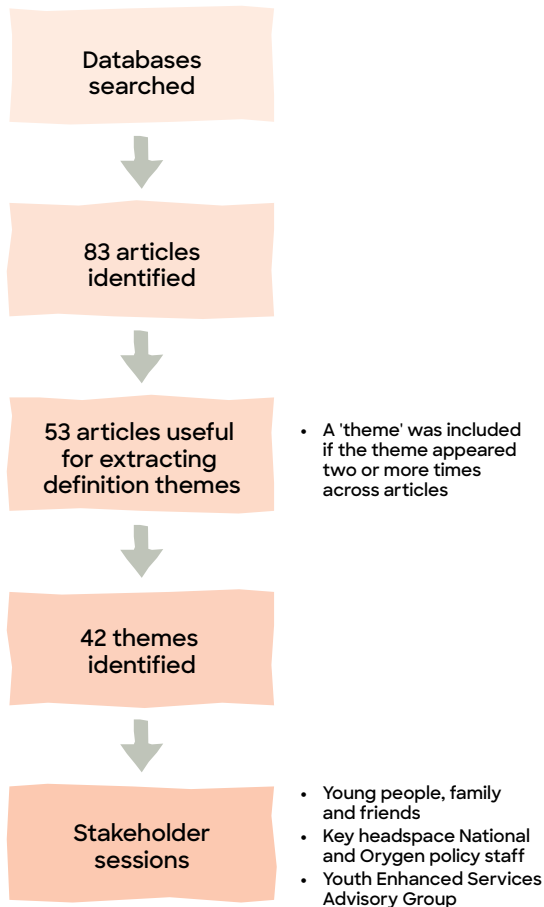 Databases
searched
83 articles
identified
53 articles useful
for extracting
definition themes
• A 'theme' was included
if the theme appeared
two or more times
across articles
42 themes
identified
Stakeholder
sessions
• Young people, family
and friends
• Key headspace National
and Orygen policy staff
• Youth Enhanced Services
Advisory Group